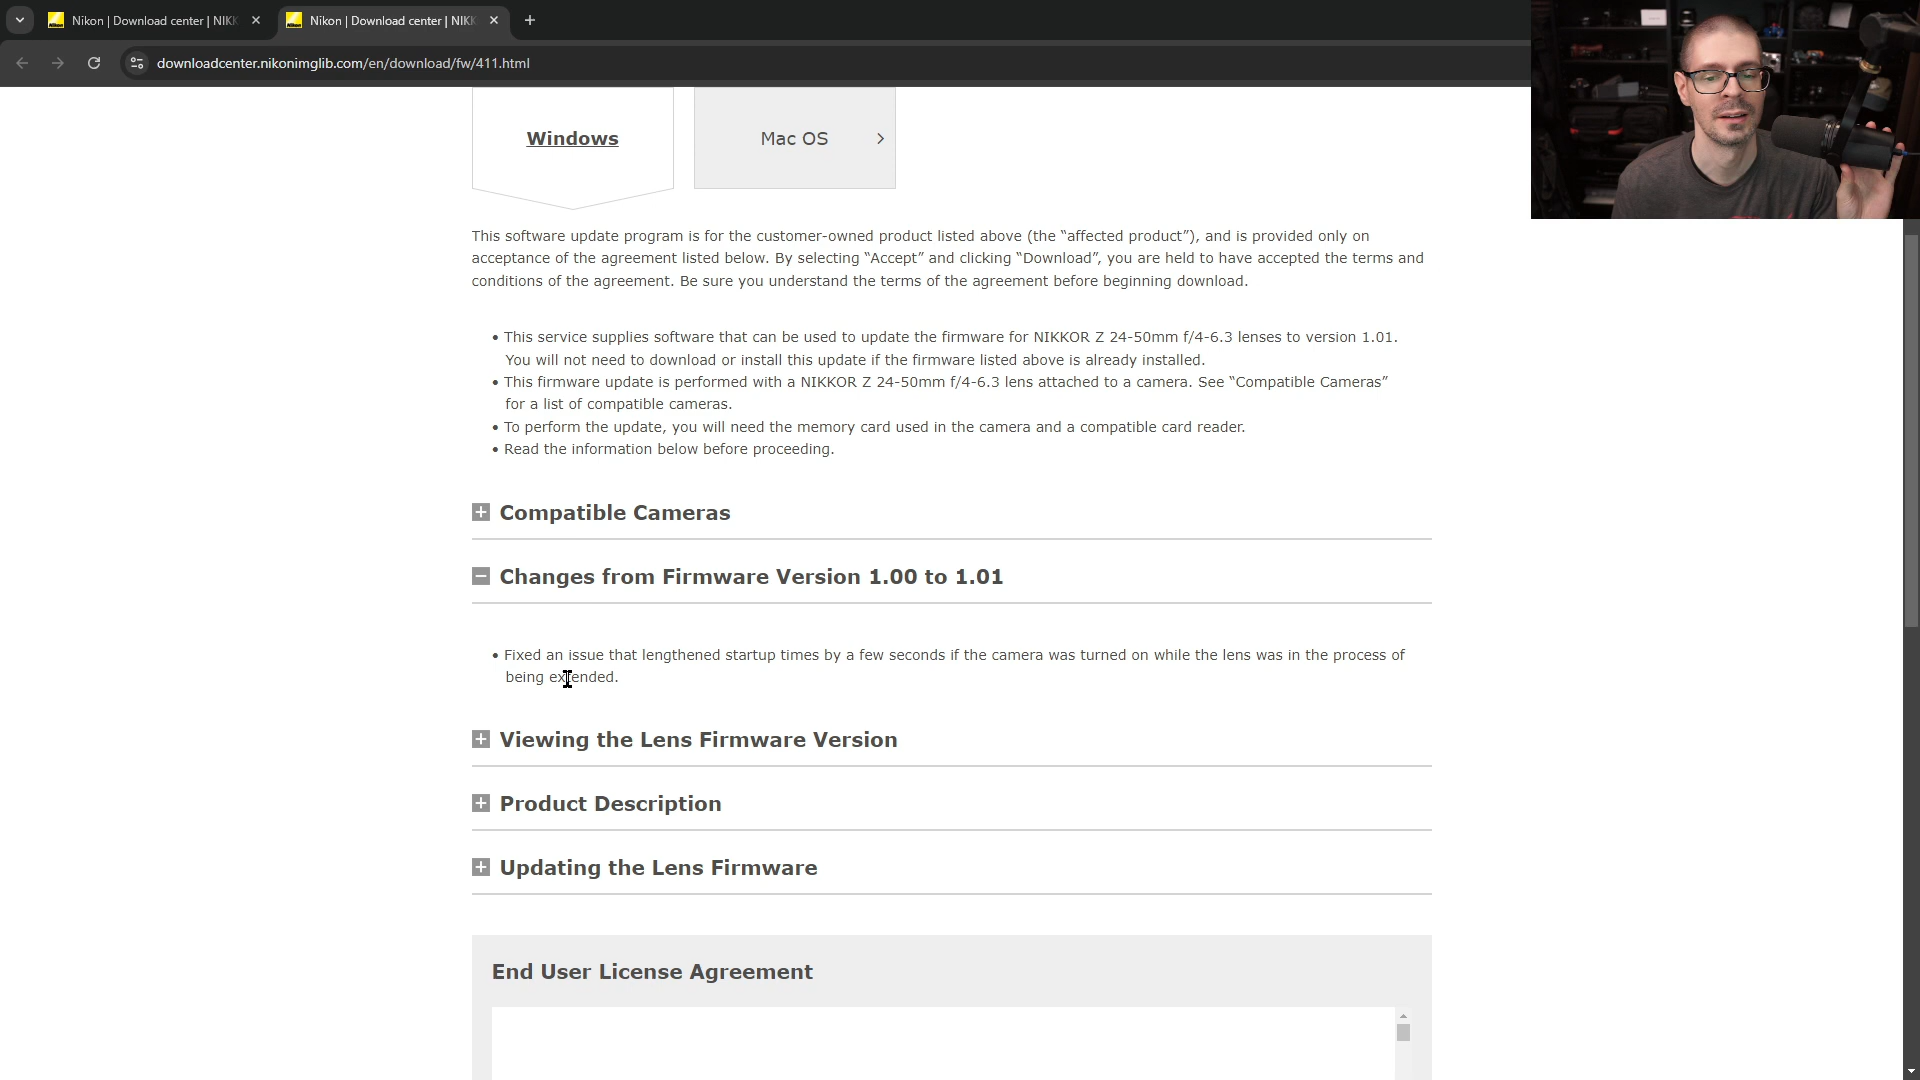 Nikon | Download center | NIKK
Nikon | Download center | NIKK
downloadcenter.nikonimglib.com/en/download/fw/411.html
Windows
Mac OS
This software update program is for the customer-owned product listed above (the “affected product”), and is provided only on
acceptance of the agreement listed below. By selecting “Accept” and clicking “Download”, you are held to have accepted the terms and
conditions of the agreement. Be sure you understand the terms of the agreement before beginning download.
• This service supplies software that can be used to update the firmware for NIKKOR Z 24-50mm f/4-6.3 lenses to version 1.01.
You will not need to download or install this update if the firmware listed above is already installed.
• This firmware update is performed with a NIKKOR Z 24-50mm f/4-6.3 lens attached to a camera. See “Compatible Cameras”
for a list of compatible cameras.
• To perform the update, you will need the memory card used in the camera and a compatible card reader.
• Read the information below before proceeding.
Compatible Cameras
Changes from Firmware Version 1.00 to 1.01
• Fixed an issue that lengthened startup times by a few seconds if the camera was turned on while the lens was in the process of
being extended.
Viewing the Lens Firmware Version
Product Description
Updating the Lens Firmware
End User License Agreement